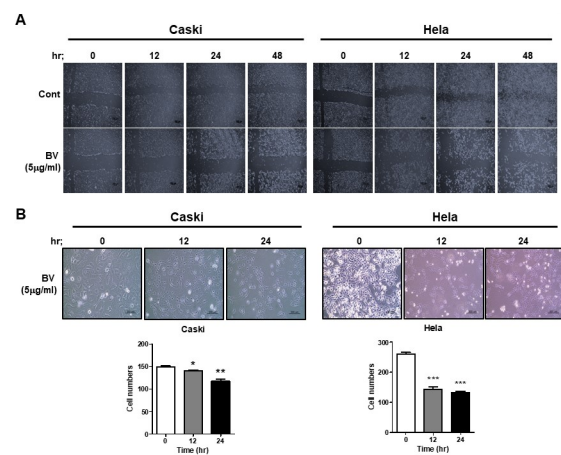 A
Caski Hela
hr; 0 12 24 48 0 12 24 48
Cont
BV
(5μg/ml)
B
Caski Hela
hr; 0 12 24 0 12 24
BV
(5μg/ml)
Caski
Cell numbers
200
150
100
50
0
* **
0 12 24
Time (hr)
Hela
Cell numbers
300
200
100
0
*** ***
0 12 24
Time (hr)